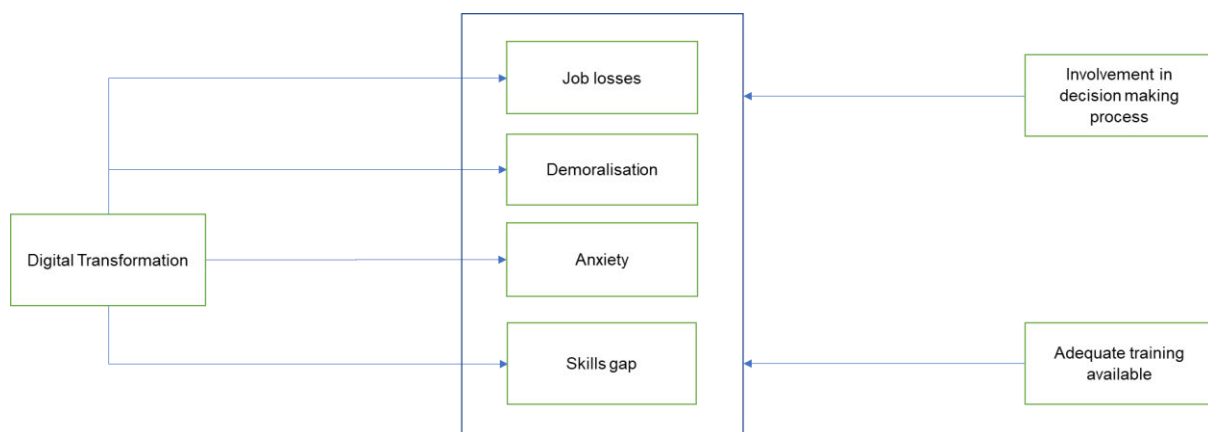 Job losses
Involvement in
decision making
process
Demoralisation
Digital Transformation
Anxiety
Skills gap
Adequate training
available